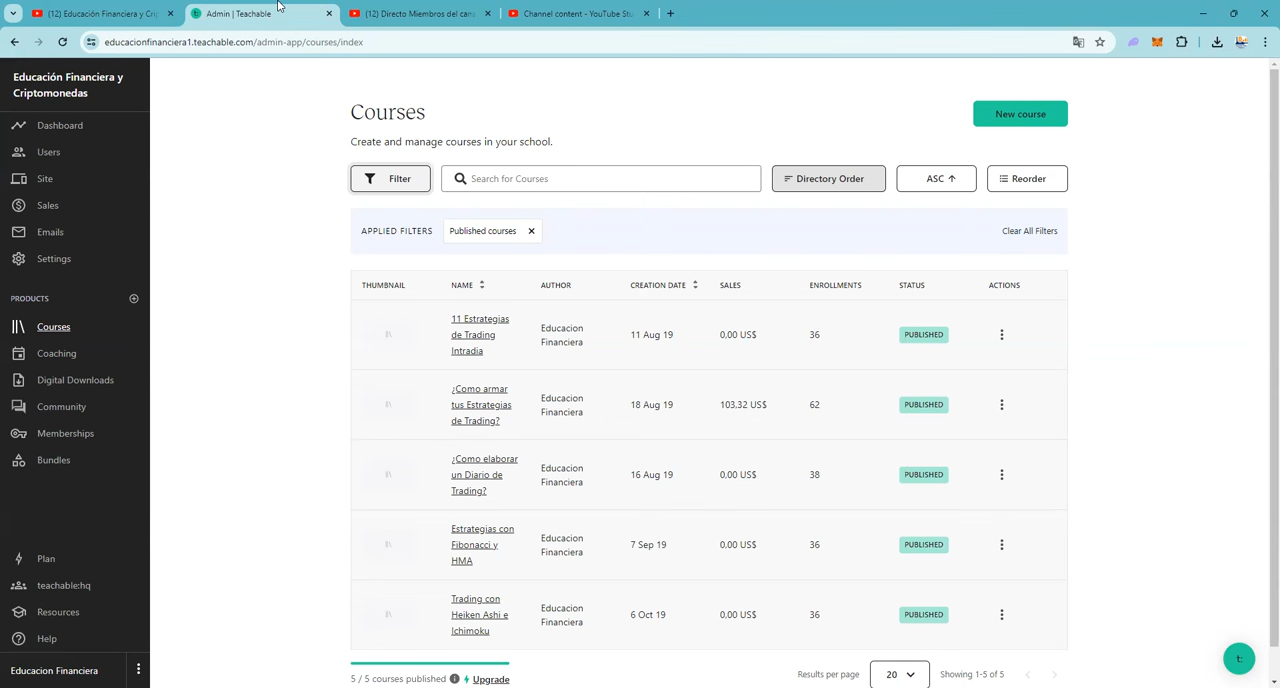 (12) Educación Financiera y Crip
Admin | Teachable
(12) Directo Miembros del cana
Channel content - YouTube Stu
educacionfinanciera1.teachable.com/admin-app/courses/index
Educación Financiera y
Criptomonedas
Dashboard
Users
Site
Sales
Emails
Settings
PRODUCTS
Courses
Coaching
Digital Downloads
Community
Memberships
Bundles
Plan
teachable:hq
Resources
Help
Educacion Financiera
Courses
New course
Create and manage courses in your school.
Filter
Search for Courses
Directory Order
ASC
Reorder
APPLIED FILTERS
Published courses
Clear All Filters
THUMBNAIL NAME AUTHOR CREATION DATE SALES ENROLLMENTS STATUS ACTIONS
11 Estrategias
de Trading
Intradia
Educacion
Financiera
11 Aug 19
0,00 US$
36
PUBLISHED
¿Como armar
tus Estrategias
de Trading?
Educacion
Financiera
18 Aug 19
103,32 US$
62
PUBLISHED
¿Como elaborar
un Diario de
Trading?
Educacion
Financiera
16 Aug 19
0,00 US$
38
PUBLISHED
Estrategias con
Fibonacci y
HMA
Educacion
Financiera
7 Sep 19
0,00 US$
36
PUBLISHED
Trading con
Heiken Ashi e
Ichimoku
Educacion
Financiera
6 Oct 19
0,00 US$
36
PUBLISHED
5 / 5 courses published
Upgrade
Results per page
20
Showing 1-5 of 5
t: